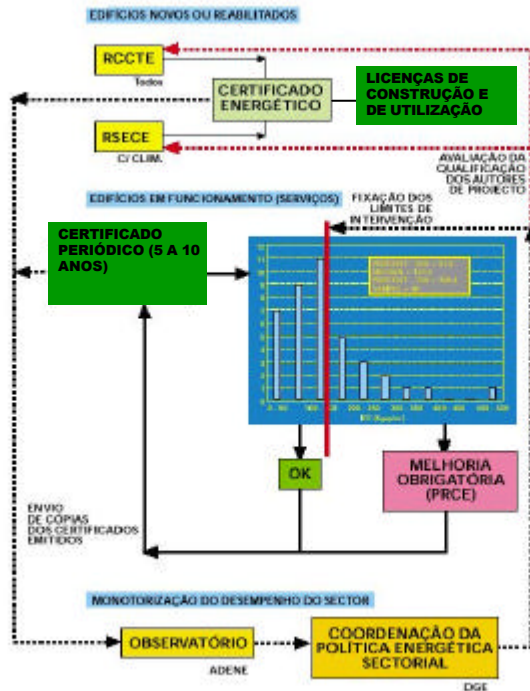 EDIFÍCIOS NOVOS OU REABILITADOS
RCCTE
Todos
CERTIFICADO
ENERGÉTICO
LICENÇAS DE
CONSTRUÇÃO E
DE UTILIZAÇÃO
RSECE
C/ CLIM.
AVALIAÇÃO DA
QUALIFICAÇÃO
DOS AUTORES
DE PROJECTO
EDIFÍCIOS EM FUNCIONAMENTO (SERVIÇOS)
FIXAÇÃO DOS
LIMITES DE
INTERVENÇÃO
CERTIFICADO
PERIÓDICO (5 A 10
ANOS)
OK
MELHORIA
OBRIGATÓRIA
(PRCE)
ENVIO
DE CÓPIAS
DOS CERTIFICADOS
EMITIDOS
MONOTORIZAÇÃO DO DESEMPENHO DO SECTOR
OBSERVATÓRIO
ADENE
COORDENAÇÃO DA
POLÍTICA ENERGÉTICA
SECTORIAL
DGE